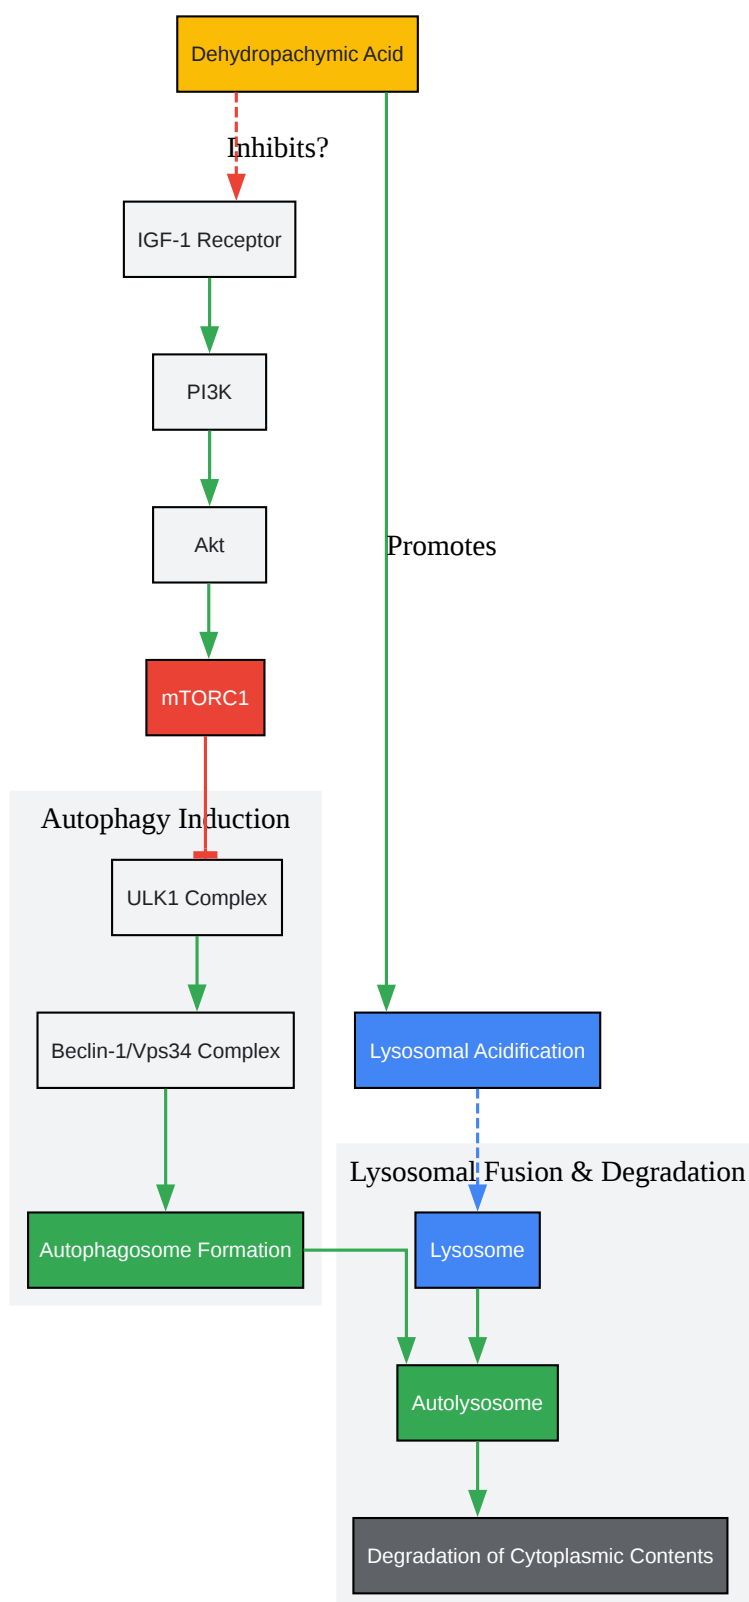 Dehydropachymic Acid
Inhibits?
IGF-1 Receptor
PI3K
Akt
Promotes
mTORC1
Autophagy Induction
ULK1 Complex
Beclin-1/Vps34 Complex
Lysosomal Acidification
Lysosomal Fusion & Degradation
Autophagosome Formation
Lysosome
Autolysosome
Degradation of Cytoplasmic Contents